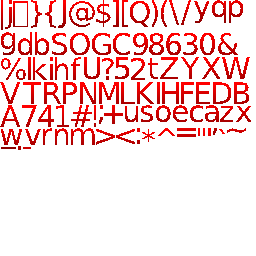 j□}{J@$][Q)(\/yqp
9dbSOGC98630&
%lkihfU?52tZYXW
VTRPNMLKIHFEDB
A741#!;+usoecazx
wvrnm><:*^="'`~
_.-